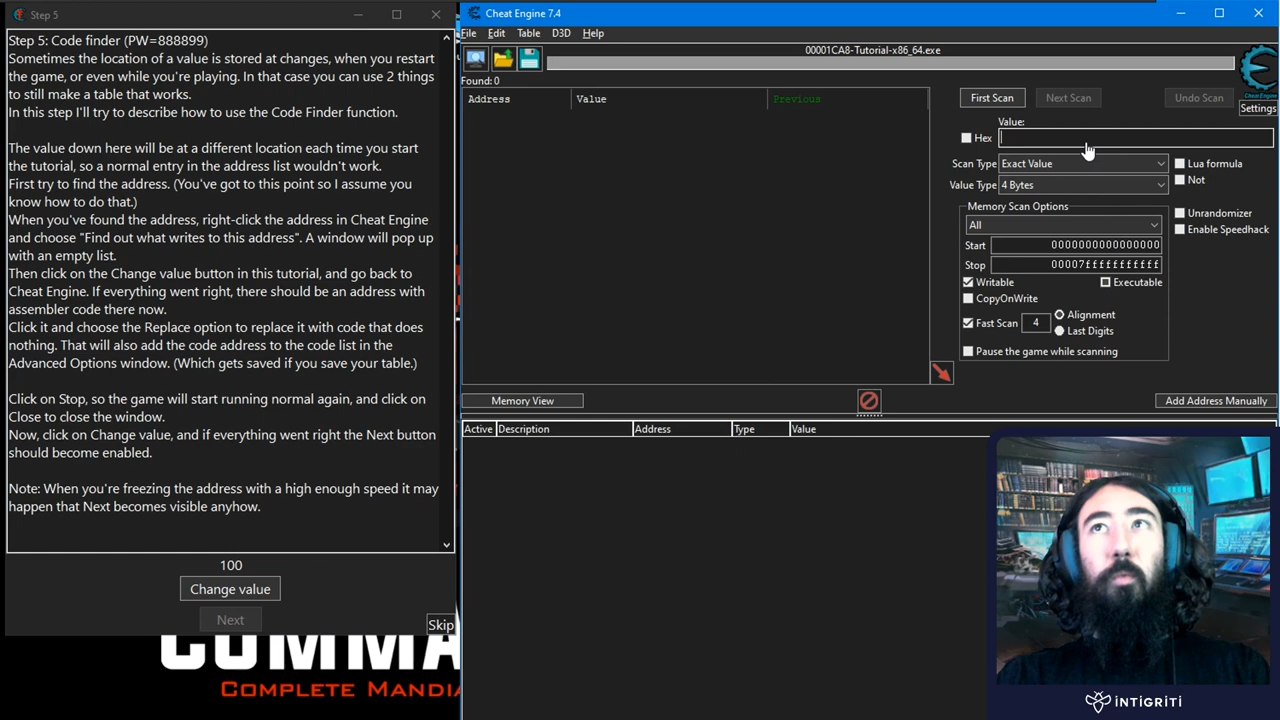 Step 5
Step 5: Code finder (PW=888899)
Sometimes the location of a value is stored at changes, when you restart
the game, or even while you're playing. In that case you can use 2 things
to still make a table that works.
In this step I'll try to describe how to use the Code Finder function.
The value down here will be at a different location each time you start
the tutorial, so a normal entry in the address list wouldn't work.
First try to find the address. (You've got to this point so I assume you
know how to do that.)
When you've found the address, right-click the address in Cheat Engine
and choose "Find out what writes to this address". A window will pop up
with an empty list.
Then click on the Change value button in this tutorial, and go back to
Cheat Engine. If everything went right, there should be an address with
assembler code there now.
Click it and choose the Replace option to replace it with code that does
nothing. That will also add the code address to the code list in the
Advanced Options window. (Which gets saved if you save your table.)
Click on Stop, so the game will start running normal again, and click on
Close to close the window.
Now, click on Change value, and if everything went right the Next button
should become enabled.
Note: When you're freezing the address with a high enough speed it may
happen that Next becomes visible anyhow.
100
Change value
Next
Skip
COMMA
COMPLETE MANDIA
Cheat Engine 7.4
File Edit Table D3D Help
00001CA8-Tutorial-x86_64.exe
Found: 0
Address Value Previous
First Scan Next Scan Undo Scan
Cheat Engine
Settings
Value:
Hex
Scan Type Exact Value
Lua formula
Value Type 4 Bytes
Not
Memory Scan Options
All
Unrandomizer
Enable Speedhack
Start 0000000000000000
Stop 00007fffffffffff
Writable Executable
CopyOnWrite
Fast Scan 4 Alignment
Last Digits
Pause the game while scanning
Memory View
Add Address Manually
Active Description Address Type Value
INTIGRITI